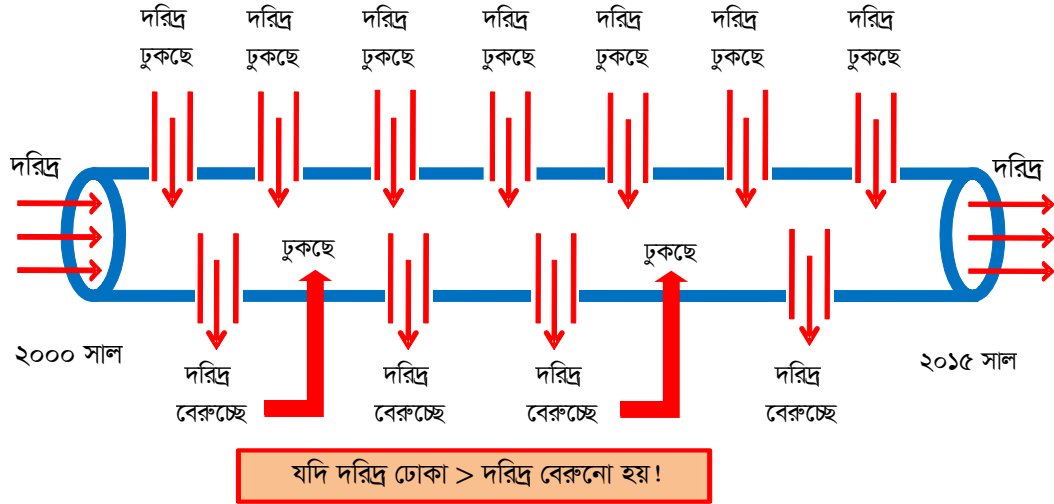 দরিদ্র
ঢুকছে
দরিদ্র
ঢুকছে
দরিদ্র
ঢুকছে
দরিদ্র
ঢুকছে
দরিদ্র
ঢুকছে
দরিদ্র
ঢুকছে
দরিদ্র
ঢুকছে
দরিদ্র
দরিদ্র
ঢুকছে
ঢুকছে
২০০০ সাল
২০১৫ সাল
দরিদ্র
বেরুচ্ছে
দরিদ্র
বেরুচ্ছে
দরিদ্র
বেরুচ্ছে
দরিদ্র
বেরুচ্ছে
যদি দরিদ্র ঢোকা > দরিদ্র বেরুনো হয়!